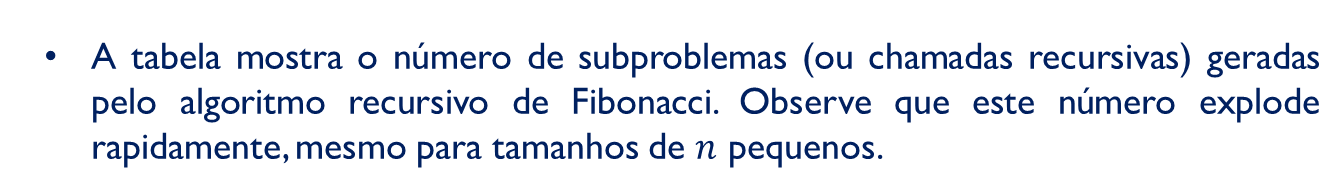 • A tabela mostra o número de subproblemas (ou chamadas recursivas) geradas
pelo algoritmo recursivo de Fibonacci. Observe que este número explode
rapidamente, mesmo para tamanhos de n pequenos.